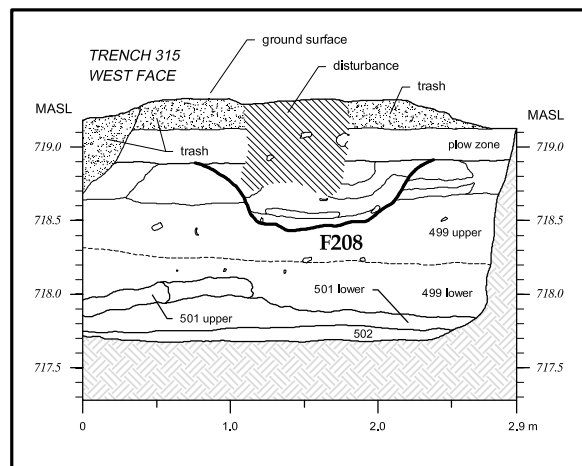 TRENCH 315
WEST FACE
ground surface
disturbance
trash
MASL
MASL
719.0
trash
plow zone
719.0
718.5
F208
499 upper
718.5
718.0
501 upper
501 lower
499 lower
718.0
502
717.5
717.5
0
1.0
2.0
2.9 m